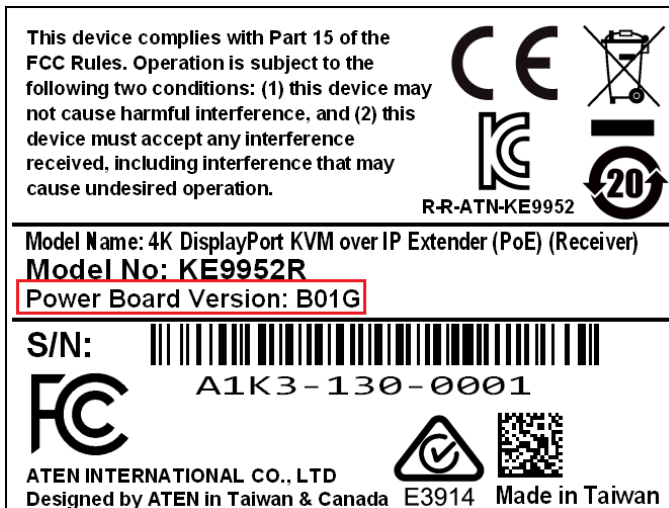 This device complies with Part 15 of the
FCC Rules. Operation is subject to the
following two conditions: (1) this device may
not cause harmful interference, and (2) this
device must accept any interference
received, including interference that may
cause undesired operation.
CE
KC
R-R-ATN-KE9952
20
Model Name: 4K DisplayPort KVM over IP Extender (PoE) (Receiver)
Model No: KE9952R
Power Board Version: B01G
S/N:
A1K3-130-0001
FC
ATEN INTERNATIONAL CO., LTD
Designed by ATEN in Taiwan & Canada
E3914
Made in Taiwan